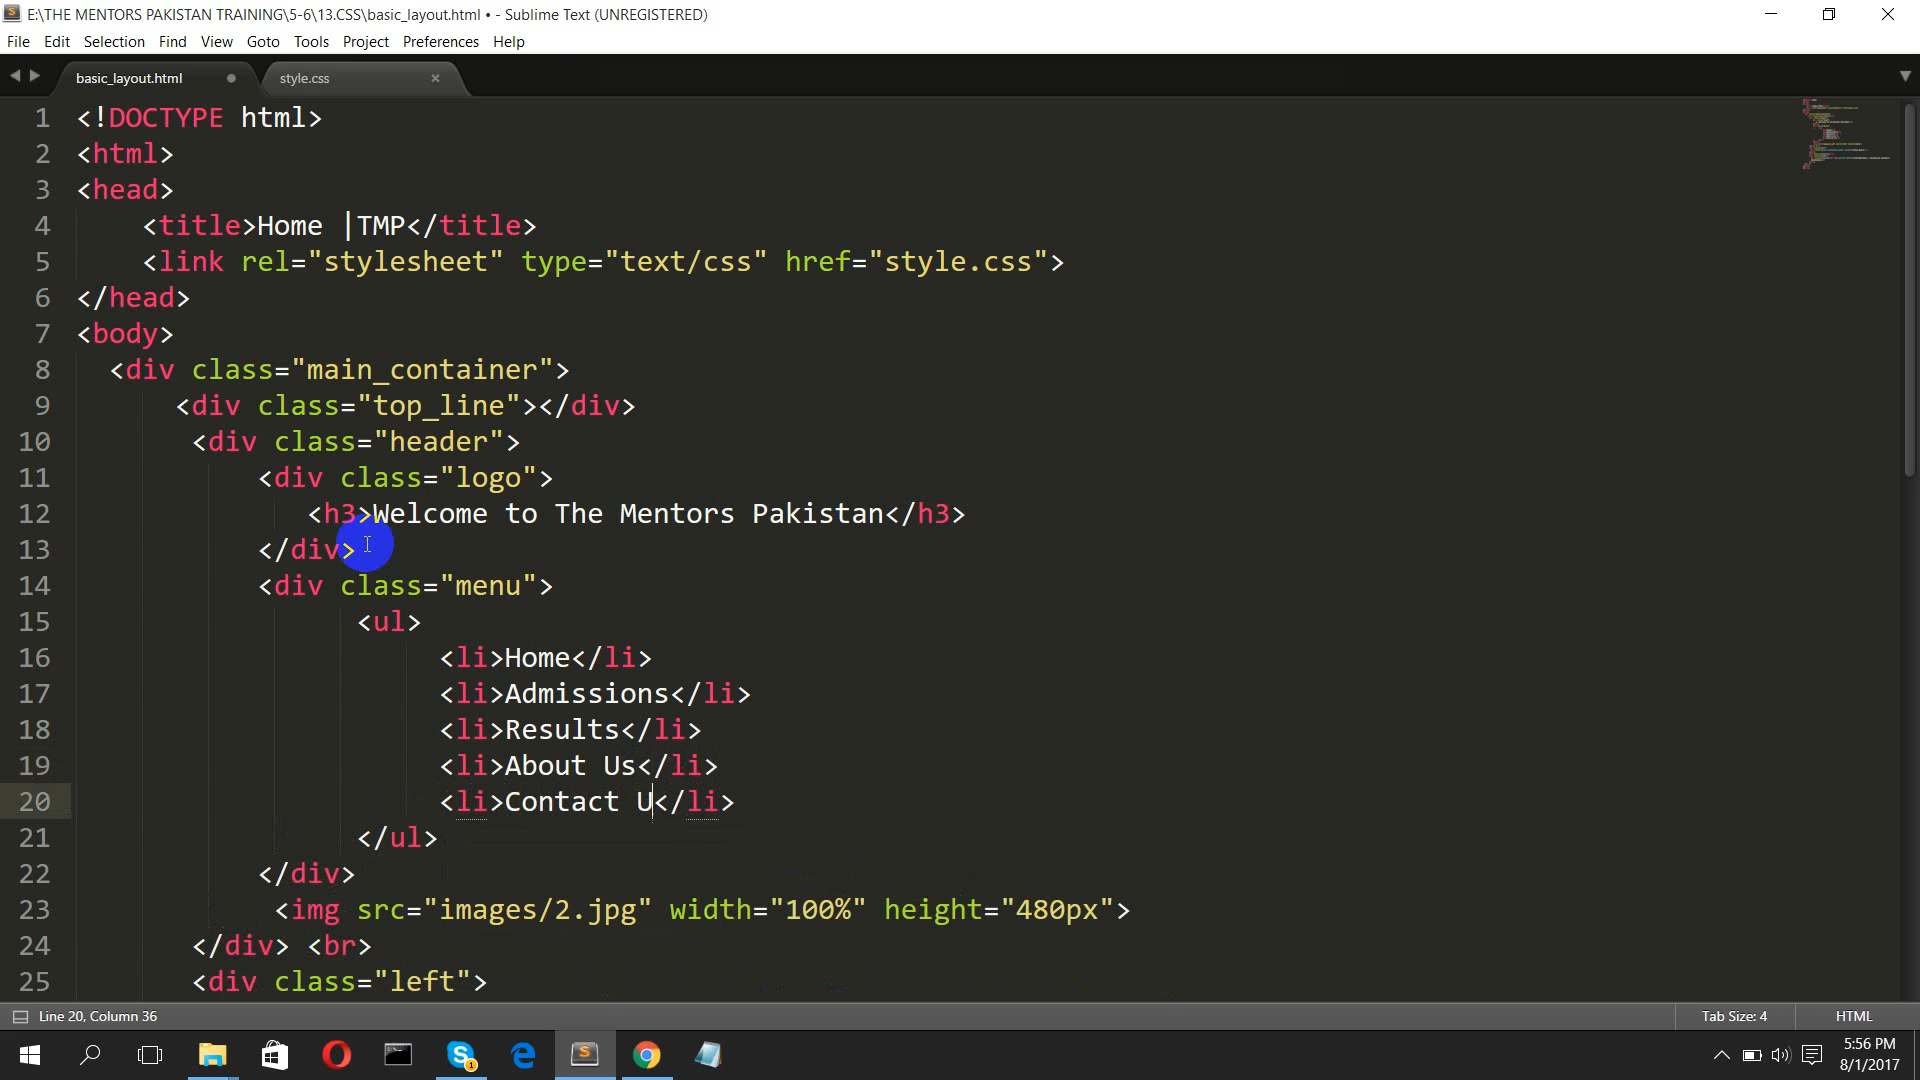 E:\THE MENTORS PAKISTAN TRAINING\5-6\13.CSS\basic_layout.html • - Sublime Text (UNREGISTERED)
File Edit Selection Find View Goto Tools Project Preferences Help
basic_layout.html style.css
1 <!DOCTYPE html>
2 <html>
3 <head>
4 <title>Home |TMP</title>
5 <link rel="stylesheet" type="text/css" href="style.css">
6 </head>
7 <body>
8 <div class="main_container">
9 <div class="top_line"></div>
10 <div class="header">
11 <div class="logo">
12 <h3>Welcome to The Mentors Pakistan</h3>
13 </div>
14 <div class="menu">
15 <ul>
16 <li>Home</li>
17 <li>Admissions</li>
18 <li>Results</li>
19 <li>About Us</li>
20 <li>Contact U</li>
21 </ul>
22 </div>
23 <img src="images/2.jpg" width="100%" height="480px">
24 </div> <br>
25 <div class="left">
Line 20, Column 36 Tab Size: 4 HTML
5:56 PM
8/1/2017